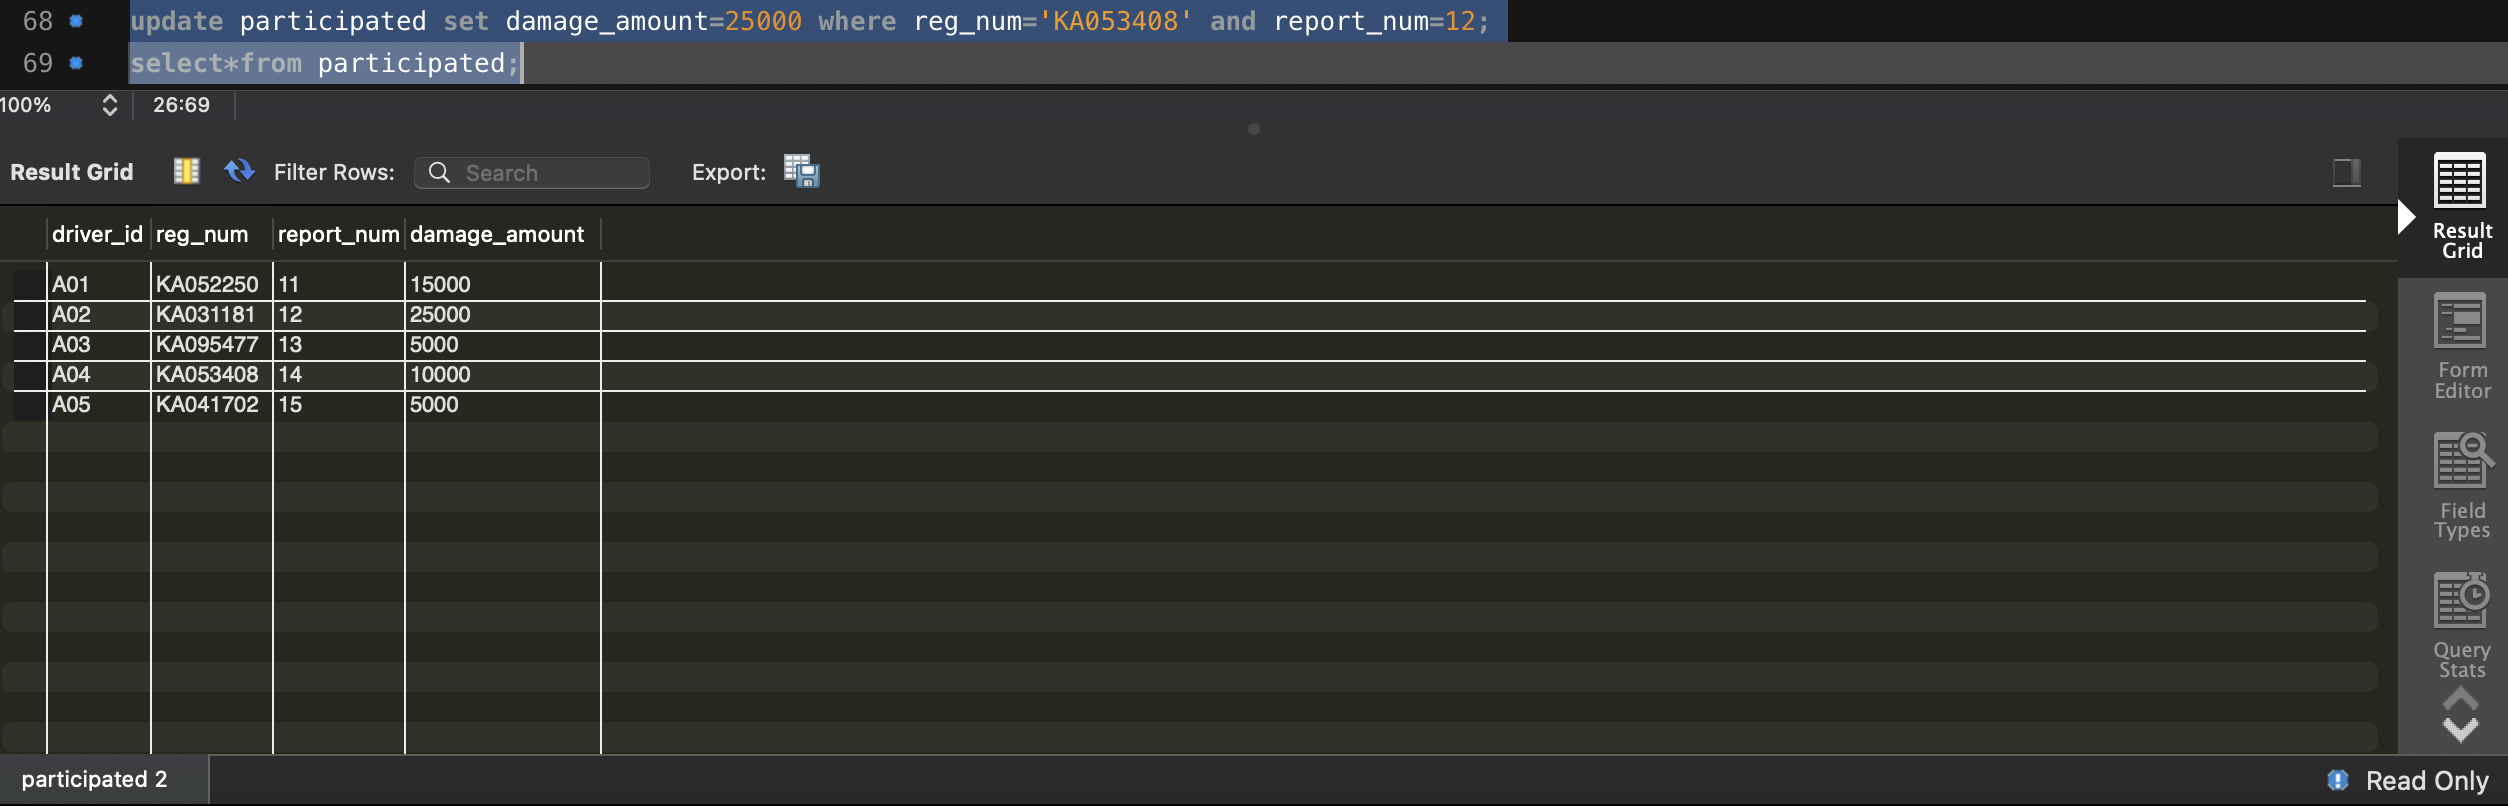 68 update participated set damage_amount=25000 where reg_num='KA053408' and report_num=12;
69 select*from participated;
100% 26:69
Result Grid Filter Rows: Search Export:
driver_id reg_num report_num damage_amount
A01 KA052250 11 15000
A02 KA031181 12 25000
A03 KA095477 13 5000
A04 KA053408 14 10000
A05 KA041702 15 5000
Result
Grid
Form
Editor
Field
Types
Query
Stats
participated 2 Read Only